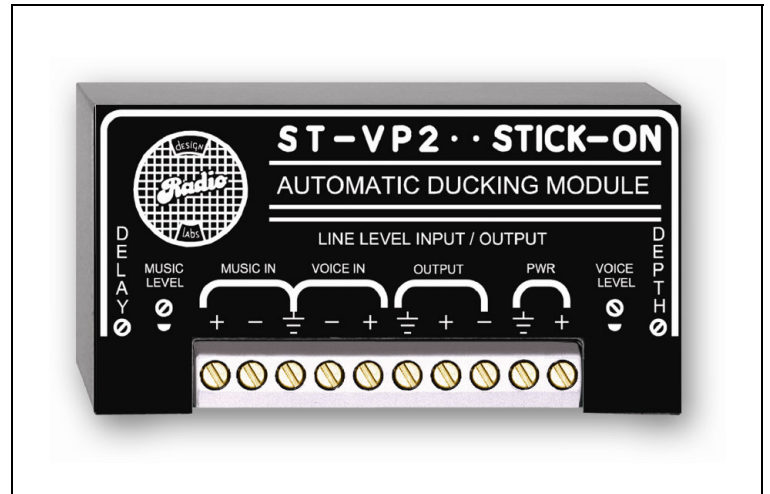 ST-VP2·· STICK-ON
DESIGN
Radio
LABS
AUTOMATIC DUCKING MODULE
LINE LEVEL INPUT / OUTPUT
DELAY
MUSIC LEVEL
MUSIC IN
VOICE IN
OUTPUT
PWR
VOICE LEVEL
DEPTH
+ − ⏚ − + ⏚ + − ⏚ +